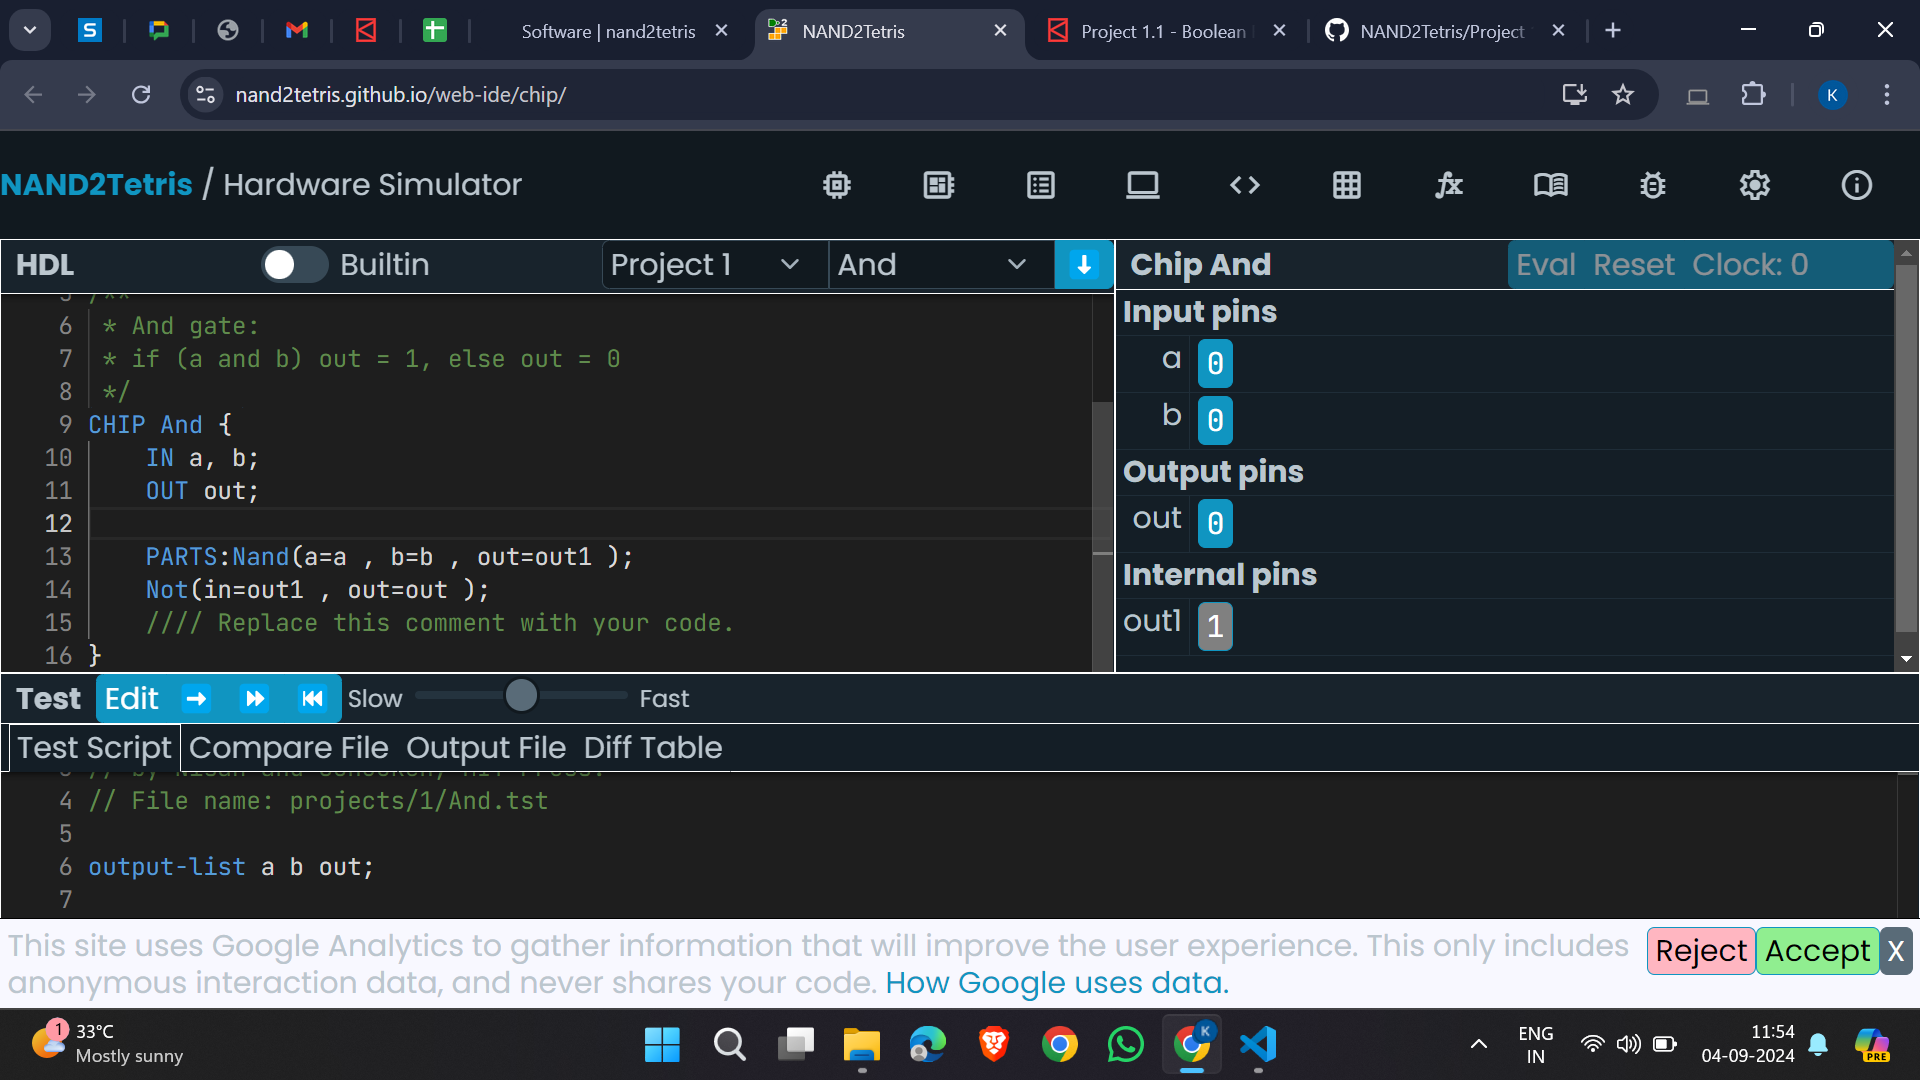 Software | nand2tetris
NAND2Tetris
Project 1.1 - Boolean
NAND2Tetris/Project
nand2tetris.github.io/web-ide/chip/
K
NAND2Tetris / Hardware Simulator
HDL
Builtin
Project 1
And
Chip And
Eval Reset Clock: 0
5 /**
6 * And gate:
7 * if (a and b) out = 1, else out = 0
8 */
9 CHIP And {
10 IN a, b;
11 OUT out;
12
13 PARTS:Nand(a=a , b=b , out=out1 );
14 Not(in=out1 , out=out );
15 //// Replace this comment with your code.
16 }
Input pins
a 0
b 0
Output pins
out 0
Internal pins
out1 1
Test Edit Slow Fast
Test Script Compare File Output File Diff Table
3 // by Nisan and Schocken, MIT Press.
4 // File name: projects/1/And.tst
5
6 output-list a b out;
7
This site uses Google Analytics to gather information that will improve the user experience. This only includes
anonymous interaction data, and never shares your code. How Google uses data.
Reject Accept X
1
33°C
Mostly sunny
K
ENG
IN
11:54
04-09-2024
PRE